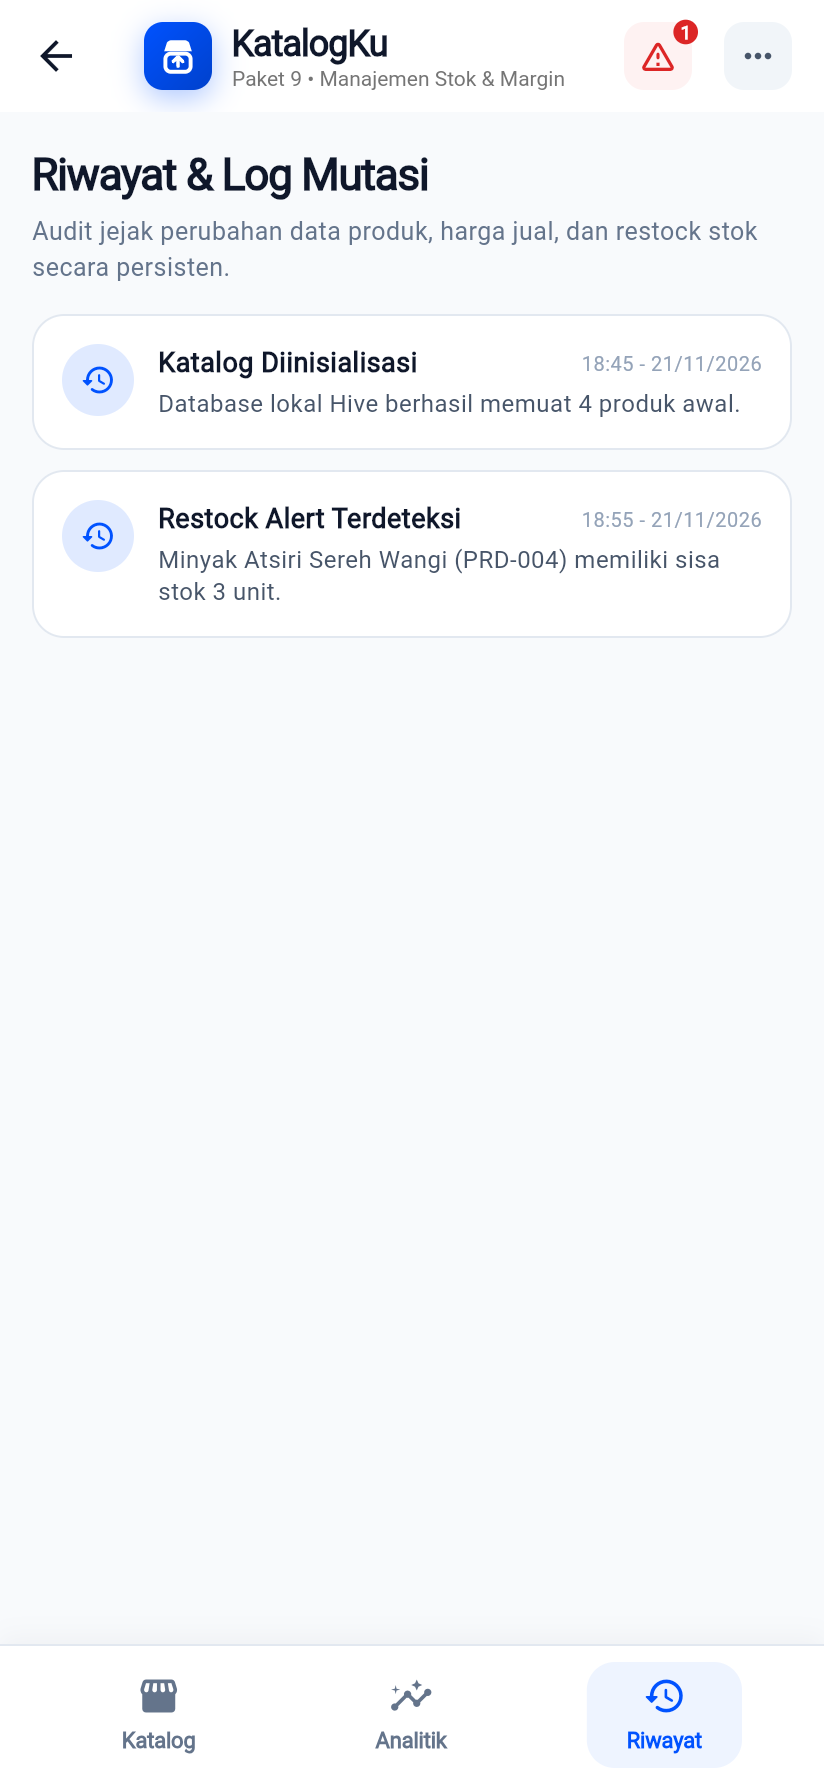 KatalogKu
Paket 9 • Manajemen Stok & Margin
1
Riwayat & Log Mutasi
Audit jejak perubahan data produk, harga jual, dan restock stok
secara persisten.
Katalog Diinisialisasi
18:45 - 21/11/2026
Database lokal Hive berhasil memuat 4 produk awal.
Restock Alert Terdeteksi
18:55 - 21/11/2026
Minyak Atsiri Sereh Wangi (PRD-004) memiliki sisa
stok 3 unit.
Katalog
Analitik
Riwayat